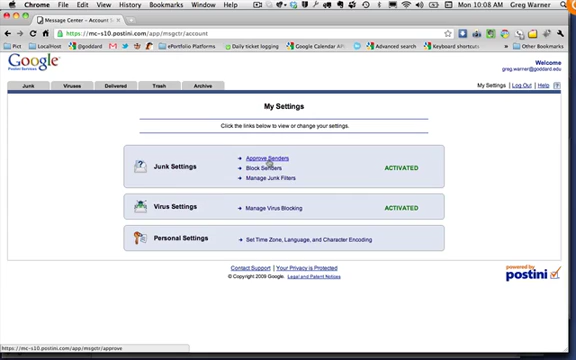 Chrome File Edit View History Bookmarks Window Help
Mon 10:08 AM Greg Warner
Message Center - Account S
https://mc-s10.postini.com/app/msgctr/account
Pict LocalHost @goddard ePortfolio Platforms Daily ticket logging Google Calendar API Advanced search Keyboard shortcuts Other Bookmarks
Google
Postini Services
Welcome
greg.warner@goddard.edu
Junk Viruses Delivered Trash Archive
My Settings | Log Out | Help
My Settings
Click the links below to view or change your settings.
Junk Settings
Approve Senders
Block Senders
Manage Junk Filters
ACTIVATED
Virus Settings
Manage Virus Blocking
ACTIVATED
Personal Settings
Set Time Zone, Language, and Character Encoding
Contact Support | Your Privacy is Protected
© Copyright 2009 Google. Legal and Patent Notices
powered by
postini
https://mc-s10.postini.com/app/msgctr/approve